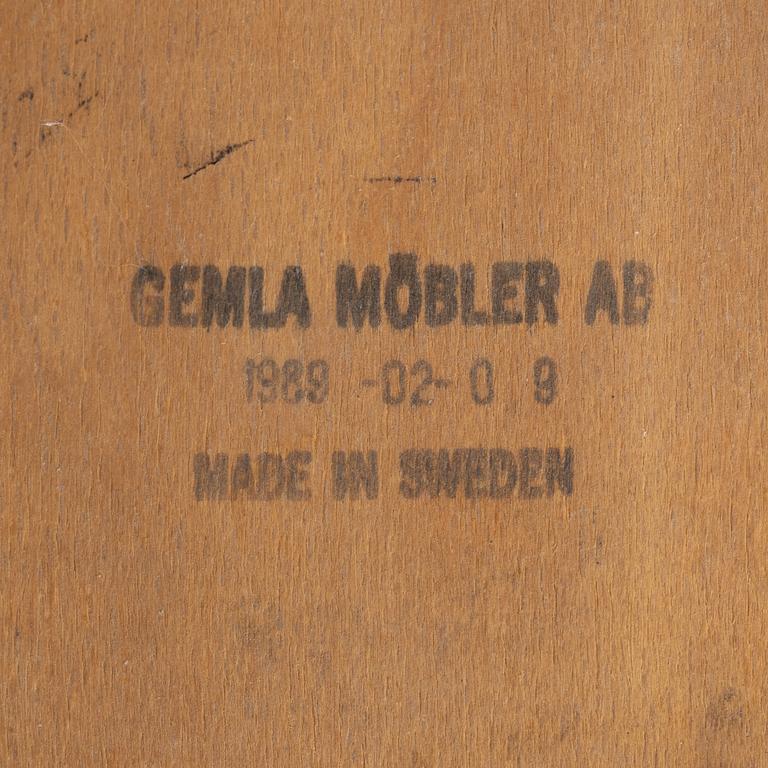 GEMLA MÖBLER AB
1989 -02- 0 9
MADE IN SWEDEN